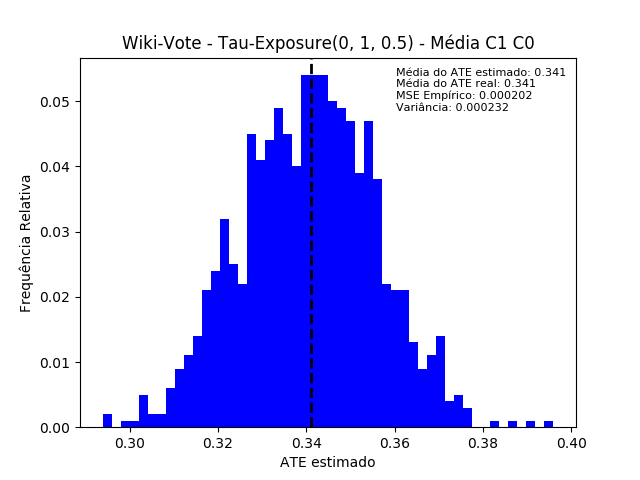 Wiki-Vote - Tau-Exposure(0, 1, 0.5) - Média C1 C0
Média do ATE estimado: 0.341
Média do ATE real: 0.341
MSE Empírico: 0.000202
Variância: 0.000232
Frequência Relativa
0.05
0.04
0.03
0.02
0.01
0.00
0.30 0.32 0.34 0.36 0.38 0.40
ATE estimado